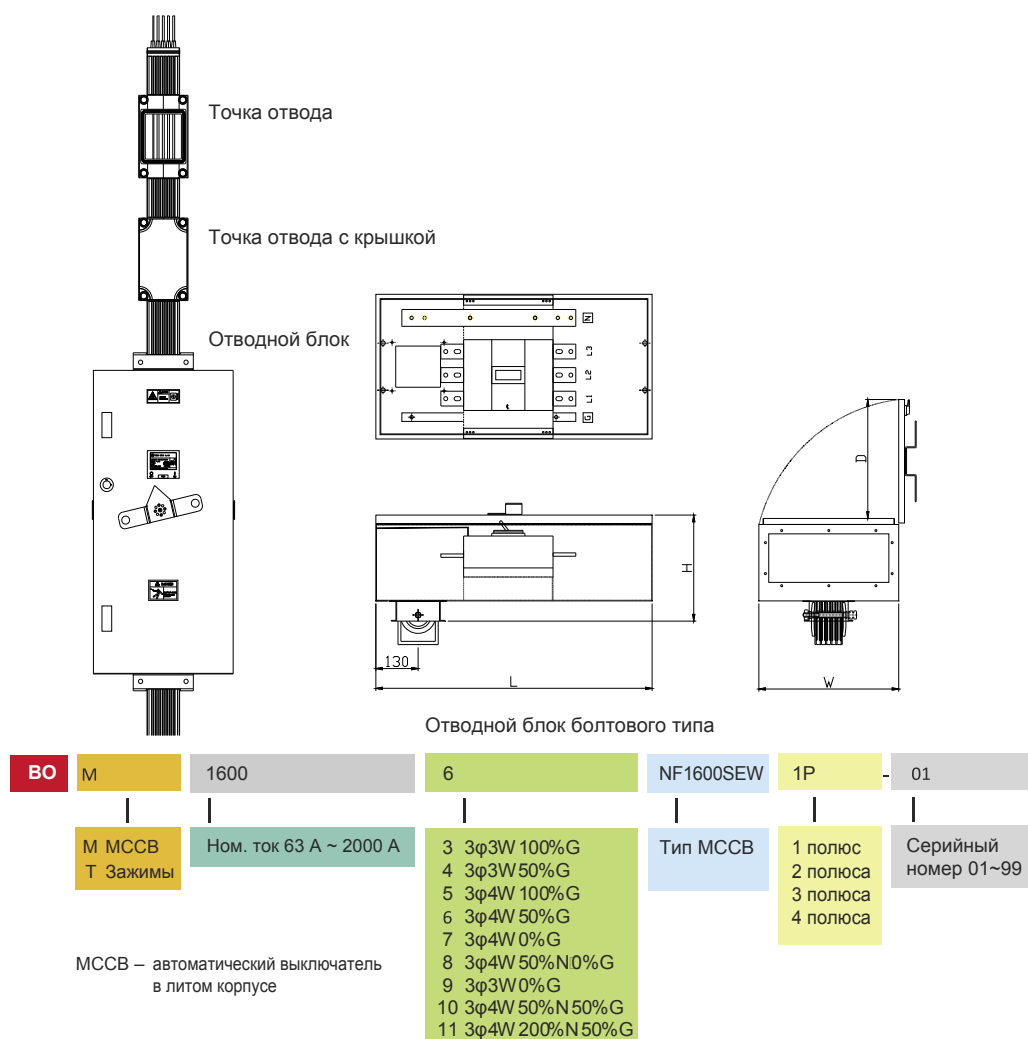 Точка отвода
Точка отвода с крышкой
Отводной блок
N
L3
L2
L1
G
D
H
130
L
W
Отводной блок болтового типа
BO M 1600 6 NF1600SEW 1P - 01
M МССВ
T Зажимы
Ном. ток 63 А ~ 2000 А
3 3φ3W 100%G
4 3φ3W 50%G
5 3φ4W 100%G
6 3φ4W 50%G
7 3φ4W 0%G
8 3φ4W 50%N 0%G
9 3φ3W 0%G
10 3φ4W 50%N 50%G
11 3φ4W 200%N 50%G
Тип МССВ
1 полюс
2 полюса
3 полюса
4 полюса
Серийный
номер 01~99
МССВ – автоматический выключатель
в литом корпусе